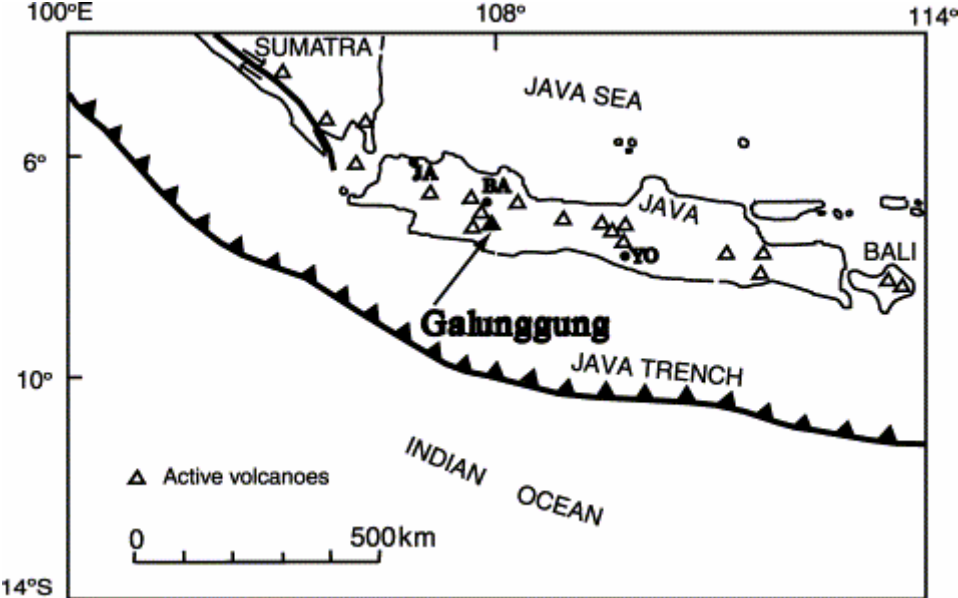 100°E
108°
114°
SUMATRA
JAVA SEA
6°
JA
BA
JAVA
YO
BALI
Galunggung
10°
JAVA TRENCH
INDIAN OCEAN
Active volcanoes
0 500km
14°S